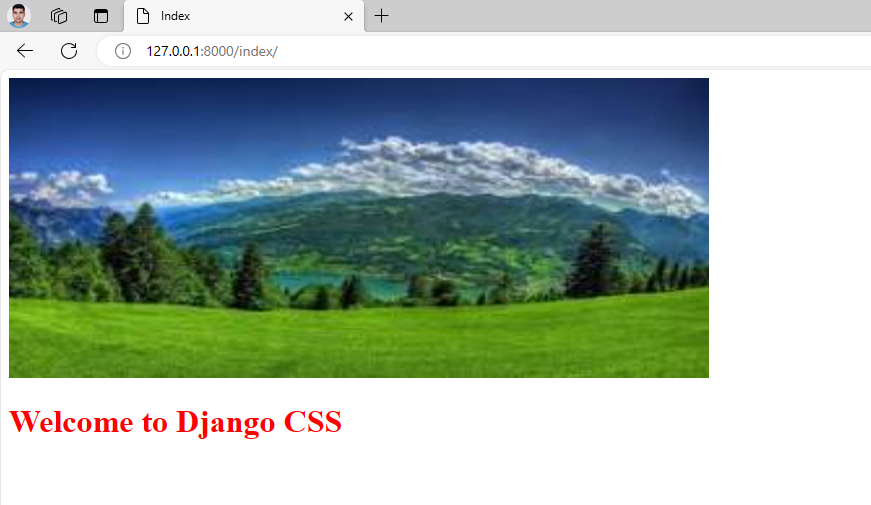 Index
127.0.0.1:8000/index/
Welcome to Django CSS